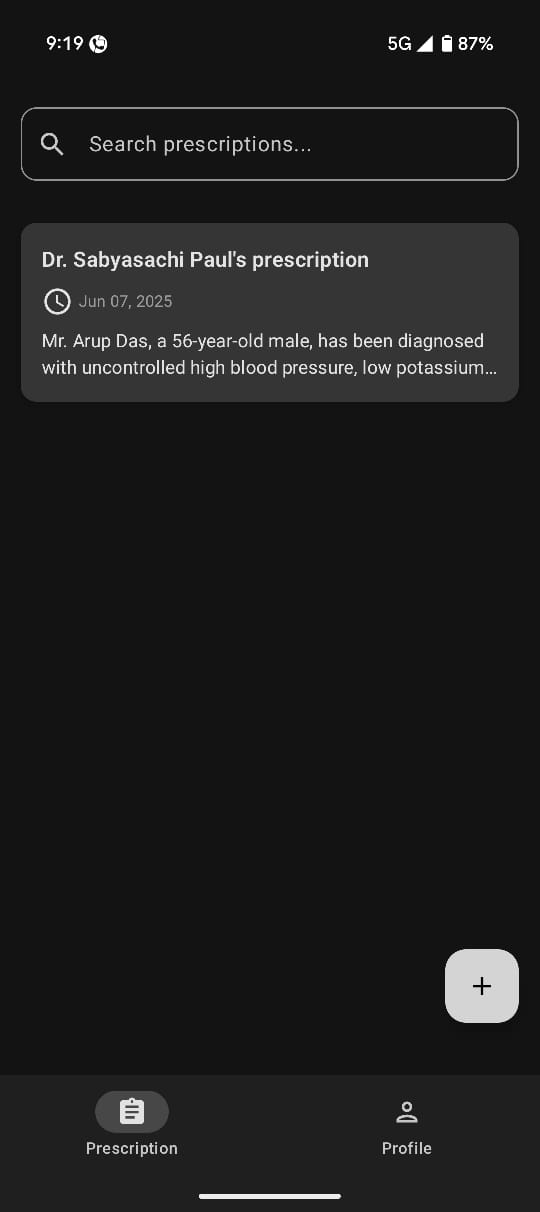 9:19
5G
87%
Search prescriptions...
Dr. Sabyasachi Paul's prescription
Jun 07, 2025
Mr. Arup Das, a 56-year-old male, has been diagnosed
with uncontrolled high blood pressure, low potassium...
+
Prescription
Profile